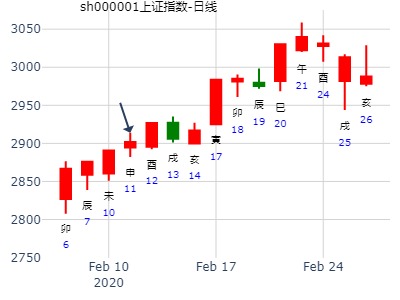 sh000001上证指数-日线
3050
3000
2950
2900
2850
2800
2750
卯
6
辰
7
未
10
申
11
酉
12
戌
13
亥
14
寅
17
卯
18
辰
19
巳
20
午
21
酉
24
戌
25
亥
26
Feb 10
2020
Feb 17
Feb 24